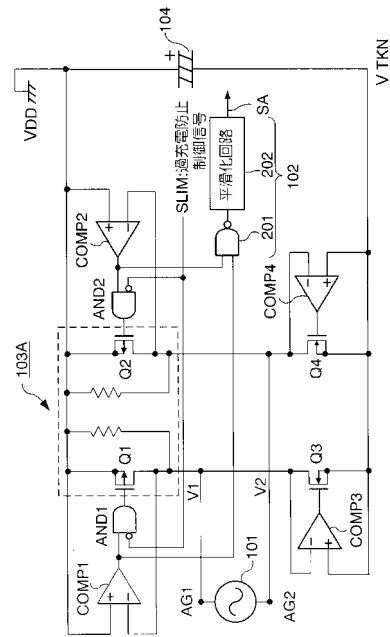 VDD
104
+
103A
COMP2
+
−
AND2
SLIM:過充電防止
制御信号
平滑化回路
SA
202
102
201
Q1
Q2
AND1
COMP1
+
−
V1
V2
AG1
AG2
101
COMP4
−
+
Q3
Q4
COMP3
−
+
V TKN